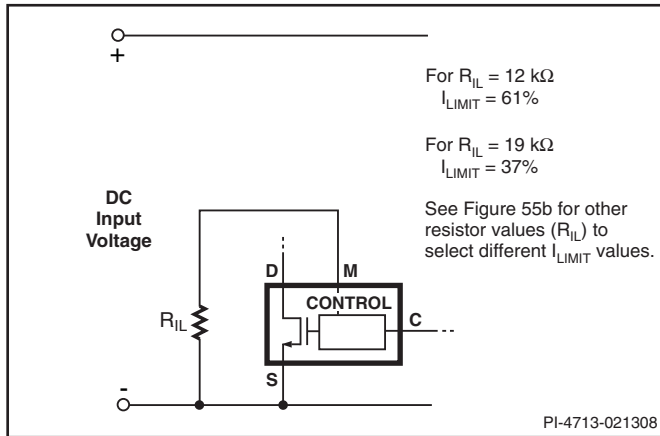 +
For R_IL = 12 kΩ
I_LIMIT = 61%
For R_IL = 19 kΩ
I_LIMIT = 37%
See Figure 55b for other
resistor values (R_IL) to
select different I_LIMIT values.
DC
Input
Voltage
D M
CONTROL
C
R_IL
S
-
PI-4713-021308